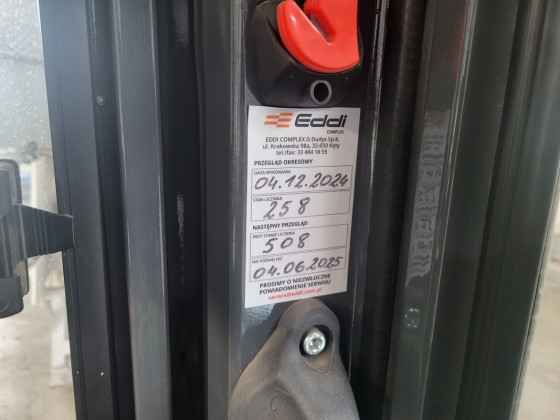 Eddi
COMPLEX
EDDI COMPLEX D.Dudys Sp.K.
ul. Krakowska 98a, 32-650 Kęty
tel./fax: 33 484 18 55
PRZEGLĄD OKRESOWY
DATA WYKONANIA
04.12.2024
STAN LICZNIKA
258
NASTĘPNY PRZEGLĄD
PRZY STANIE LICZNIKA
508
NA PÓŹNIEJ NIŻ
04.06.2025
PROSIMY O NIEZWŁOCZNE
POWIADOMIENIE SERWISU
serwis@eddi.com.pl